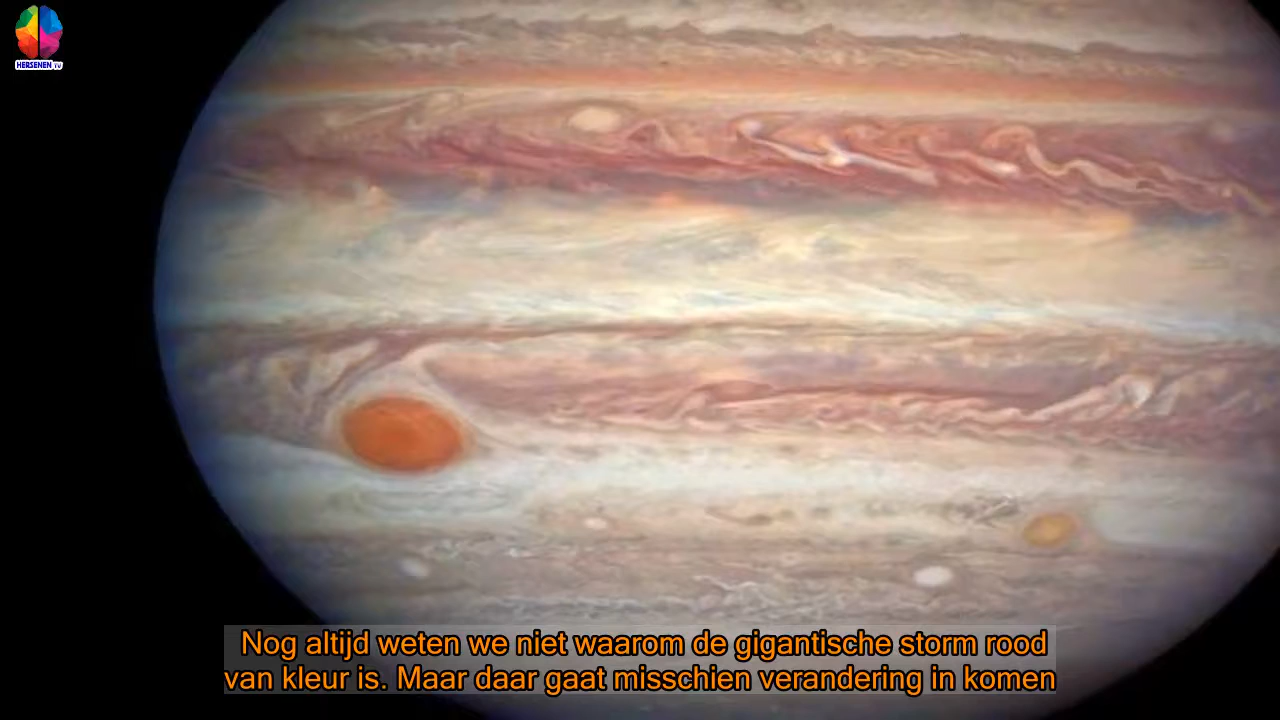 HERSENEN TV
Nog altijd weten we niet waarom de gigantische storm rood
van kleur is. Maar daar gaat misschien verandering in komen